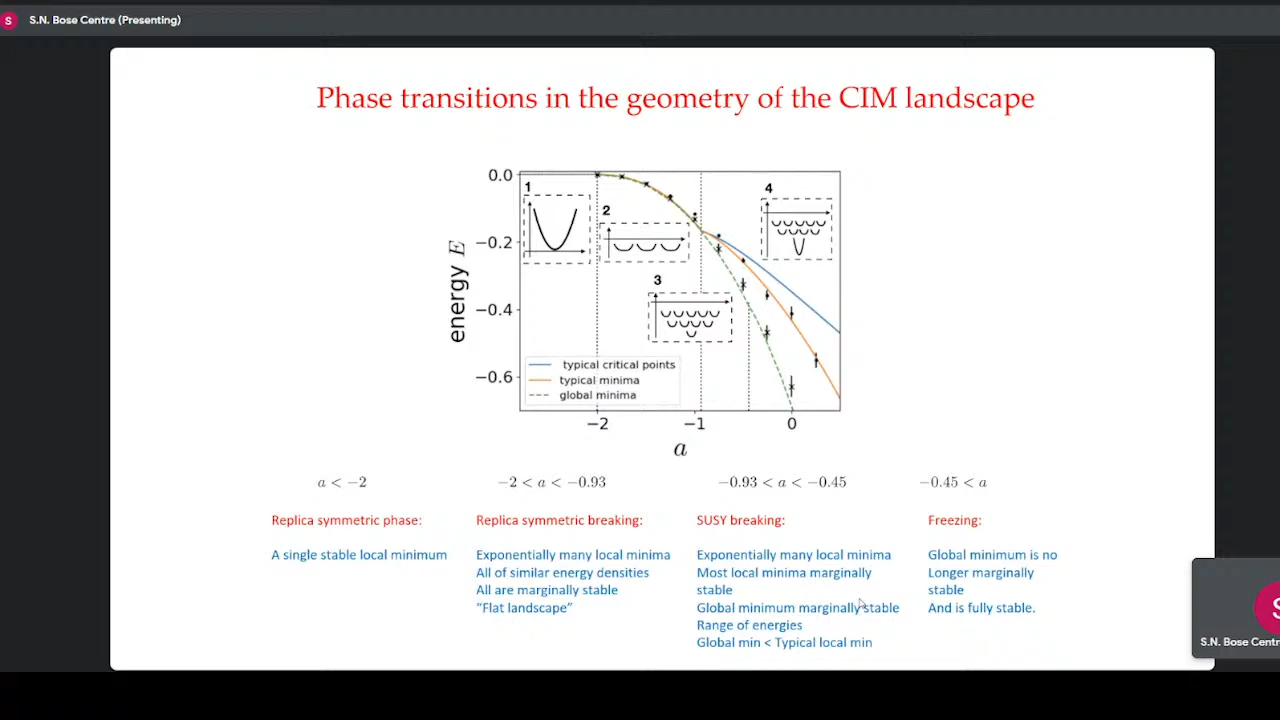 S
S.N. Bose Centre (Presenting)
Phase transitions in the geometry of the CIM landscape
0.0
−0.2
−0.4
−0.6
energy E
1
2
3
4
typical critical points
typical minima
global minima
−2
−1
0
a
a < −2
−2 < a < −0.93
−0.93 < a < −0.45
−0.45 < a
Replica symmetric phase:
A single stable local minimum
Replica symmetric breaking:
Exponentially many local minima
All of similar energy densities
All are marginally stable
"Flat landscape"
SUSY breaking:
Exponentially many local minima
Most local minima marginally
stable
Global minimum marginally stable
Range of energies
Global min < Typical local min
Freezing:
Global minimum is no
Longer marginally
stable
And is fully stable.
S
S.N. Bose Centr